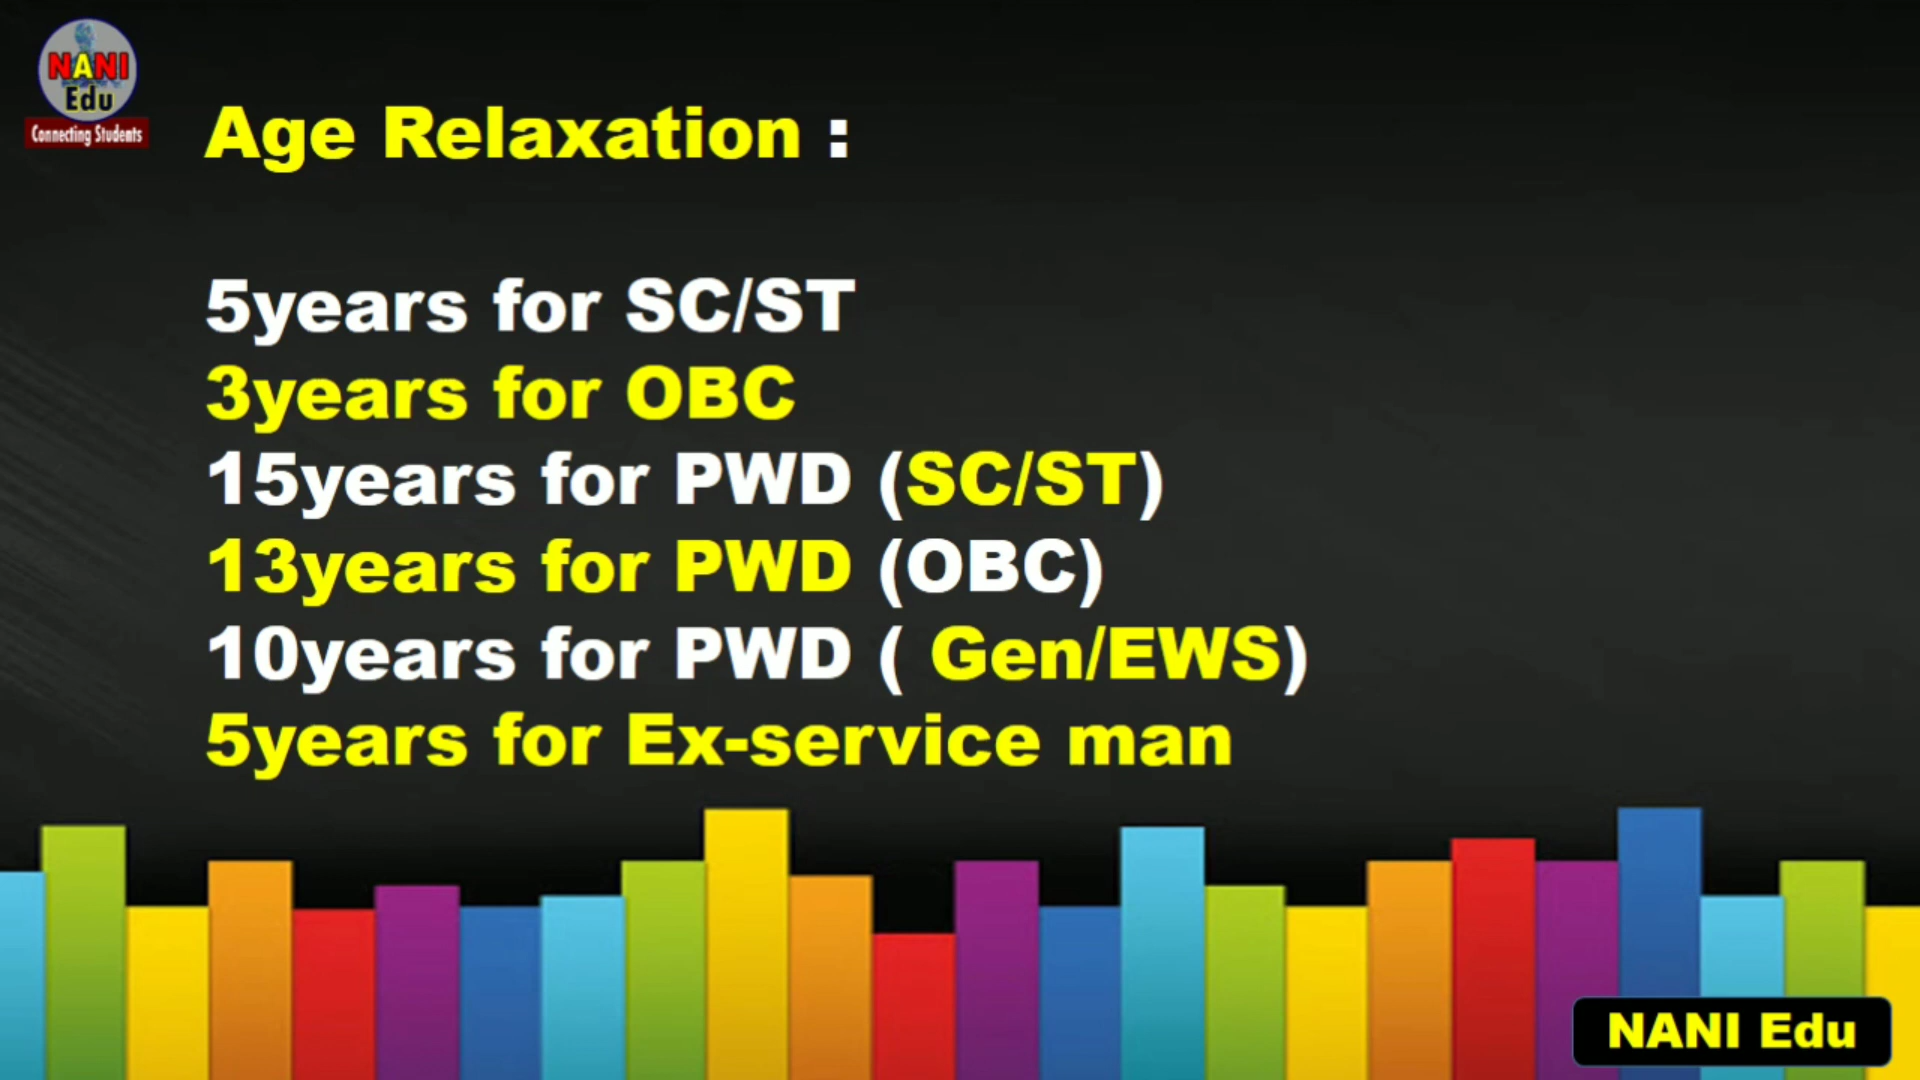 NANI
Edu
Connecting Students
Age Relaxation :
5years for SC/ST
3years for OBC
15years for PWD (SC/ST)
13years for PWD (OBC)
10years for PWD ( Gen/EWS)
5years for Ex-service man
NANI Edu